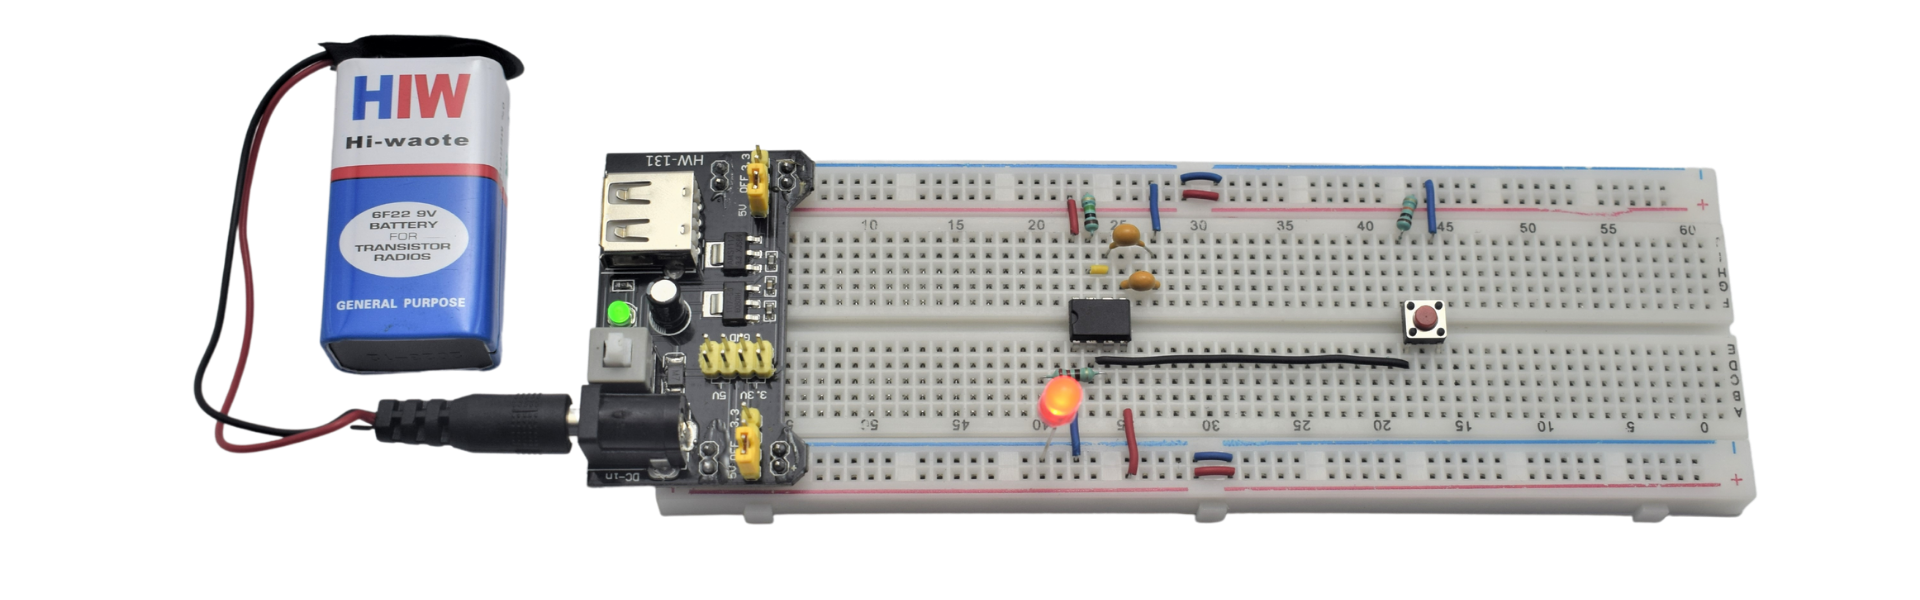 HIW
Hi-waote
6F22 9V
BATTERY
FOR
TRANSISTOR
RADIOS
GENERAL PURPOSE
HW-131
5V OFF 3.3
GND
5V 3.3V
5V OFF 3.3
DC-in
10 15 20 25 30 35 40 45 50 55 60
+
J
I
H
G
F
E
D
C
B
A
50 45 40 30 25 20 15 10 5 0
+